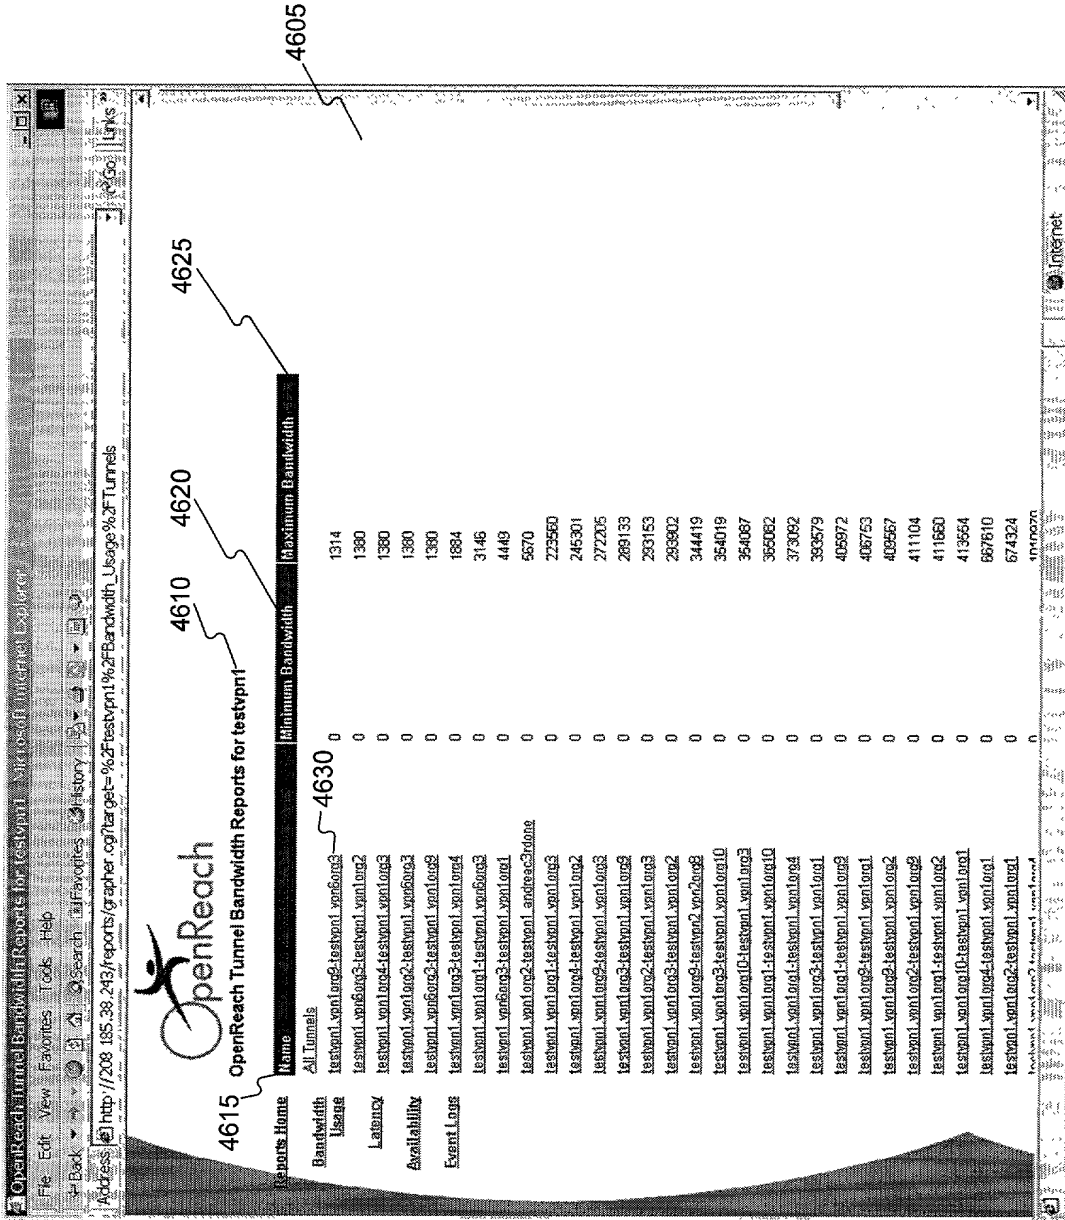 OpenReach Tunnel Bandwidth Reports for testvpn1 Microsoft Internet Explorer
File Edit View Favorites Tools Help
Back Search Favorites History
Address http://208.185.38.243/reports/grapher.cgi?target=%2Ftestvpn1%2FBandwidth_Usage%2FTunnels Go Links »
OpenReach
OpenReach Tunnel Bandwidth Reports for testvpn1
4605
4610
4615
4620
4625
4630
Reports Home
Bandwidth
Usage
Latency
Availability
Event Logs
Name Minimum Bandwidth Maximum Bandwidth
All Tunnels
testvpn1.vpn1org9-testvpn1.vpn6org3 0 1314
testvpn1.vpn6org3-testvpn1.vpn1org2 0 1380
testvpn1.vpn1org4-testvpn1.vpn6org3 0 1380
testvpn1.vpn1org2-testvpn1.vpn6org3 0 1380
testvpn1.vpn6org3-testvpn1.vpn1org9 0 1380
testvpn1.vpn1org3-testvpn1.vpn1org4 0 1884
testvpn1.vpn1org1-testvpn1.vpn6org3 0 3146
testvpn1.vpn6org3-testvpn1.vpn1org1 0 4449
testvpn1.vpn1org2-testvpn1.andreac3rdone 0 5670
testvpn1.vpn1org1-testvpn1.vpn1org3 0 223560
testvpn1.vpn1org4-testvpn1.vpn1org2 0 245301
testvpn1.vpn1org9-testvpn1.vpn1org3 0 272205
testvpn1.vpn1org3-testvpn1.vpn1org9 0 289133
testvpn1.vpn1org2-testvpn1.vpn1org3 0 293153
testvpn1.vpn1org3-testvpn1.vpn1org2 0 293902
testvpn1.vpn1org1-testvpn2.vpn2org8 0 344419
testvpn1.vpn1org3-testvpn1.vpn1org10 0 354019
testvpn1.vpn1org10-testvpn1.vpn1org3 0 354087
testvpn1.vpn1org1-testvpn1.vpn1org10 0 365082
testvpn1.vpn1org1-testvpn1.vpn1org4 0 373092
testvpn1.vpn1org3-testvpn1.vpn1org1 0 393579
testvpn1.vpn1org1-testvpn1.vpn1org9 0 405972
testvpn1.vpn1org9-testvpn1.vpn1org1 0 406753
testvpn1.vpn1org9-testvpn1.vpn1org2 0 409567
testvpn1.vpn1org2-testvpn1.vpn1org9 0 411104
testvpn1.vpn1org1-testvpn1.vpn1org2 0 411660
testvpn1.vpn1org10-testvpn1.vpn1org1 0 413554
testvpn1.vpn1org4-testvpn1.vpn1org1 0 667610
testvpn1.vpn1org2-testvpn1.vpn1org1 0 674324
Internet